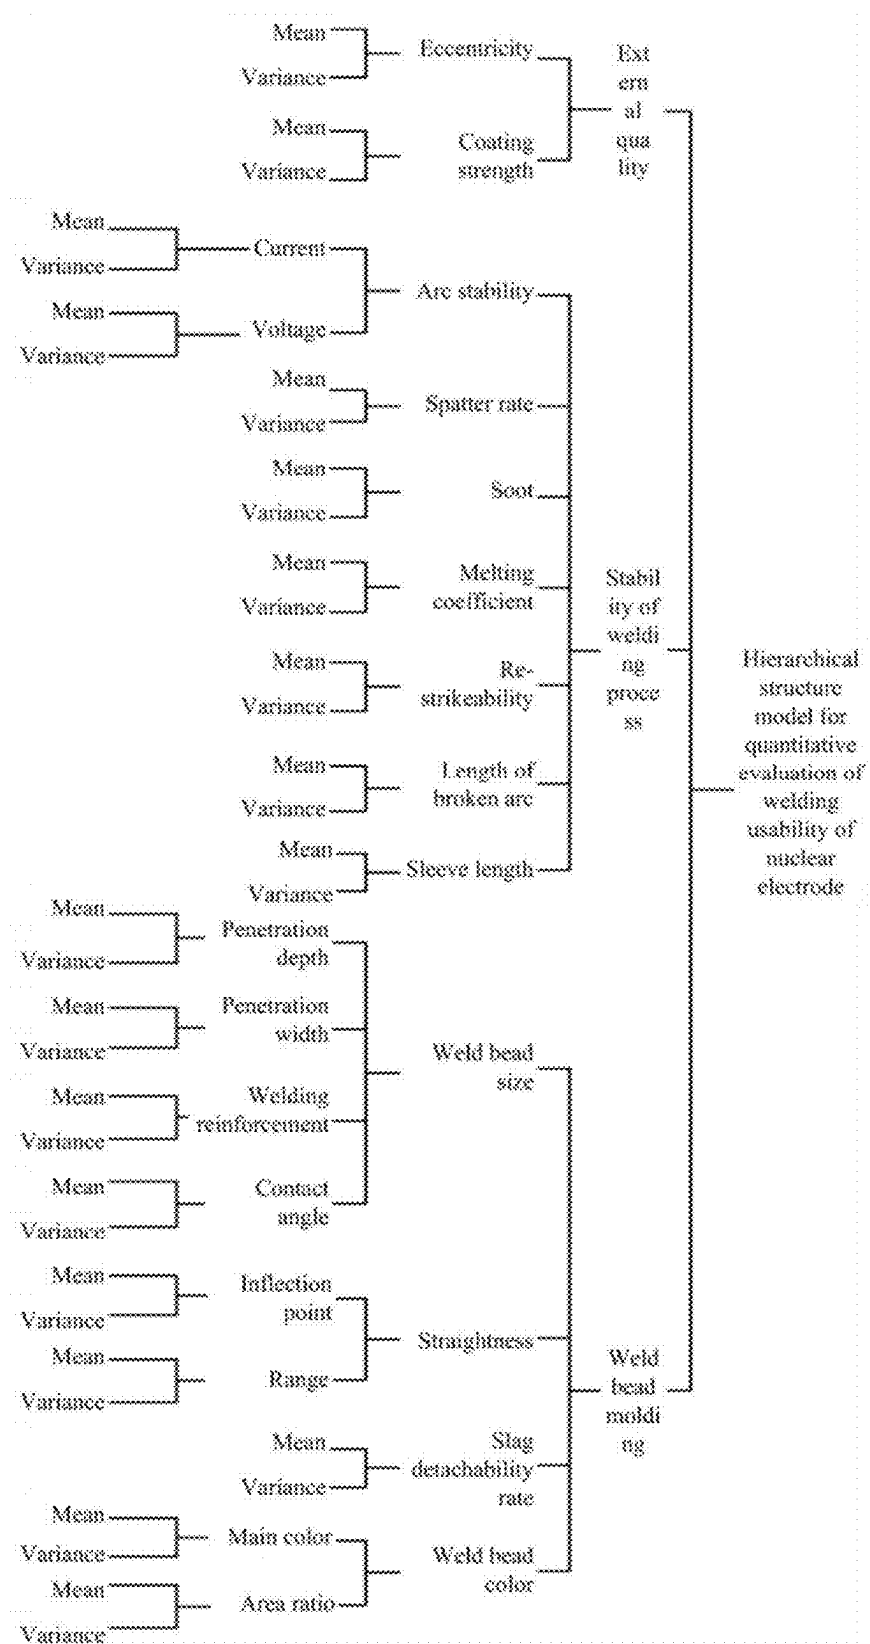 Mean
Variance
Eccentricity
Mean
Variance
Coating
strength
Ext
ern
al
qua
lity
Mean
Variance
Current
Mean
Variance
Voltage
Arc stability
Mean
Variance
Spatter rate
Mean
Variance
Soot
Mean
Variance
Melting
coefficient
Mean
Variance
Re-
strikeability
Mean
Variance
Length of
broken arc
Mean
Variance
Sleeve length
Stabil
ity of
weldi
ng
proce
ss
Mean
Variance
Penetration
depth
Mean
Variance
Penetration
width
Mean
Variance
Welding
reinforcement
Mean
Variance
Contact
angle
Weld bead
size
Mean
Variance
Inflection
point
Mean
Variance
Range
Straightness
Mean
Variance
Slag
detachability
rate
Mean
Variance
Main color
Mean
Variance
Area ratio
Weld bead
color
Weld
bead
moldi
ng
Hierarchical
structure
model for
quantitative
evaluation of
welding
usability of
nuclear
electrode